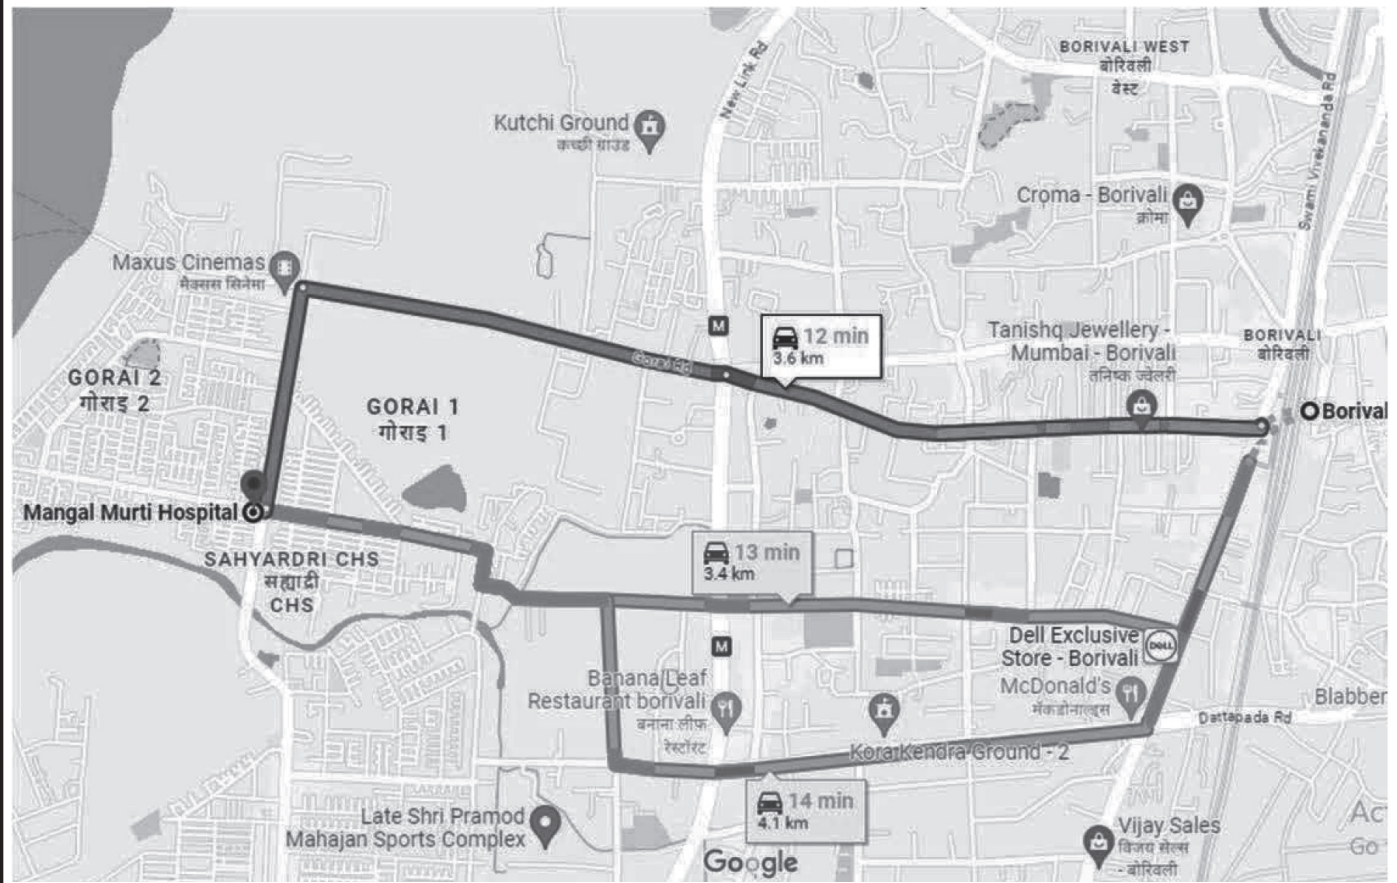 BORIVALI WEST
बोरिवली
वेस्ट
New Link Rd
Swami Vivekananda Rd
Kutchi Ground
कच्छी ग्राउंड
Croma - Borivali
क्रोमा
Maxus Cinemas
मैक्सस सिनेमा
M
12 min
3.6 km
Tanishq Jewellery -
Mumbai - Borivali
तनिष्क ज्वेलरी
BORIVALI
बोरिवली
Gorai Rd
GORAI 2
गोराइ 2
GORAI 1
गोराइ 1
Borival
Mangal Murti Hospital
SAHYARDRI CHS
सह्याद्री
CHS
13 min
3.4 km
M
Dell Exclusive
Store - Borivali
DELL
Banana Leaf
Restaurant borivali
बनाना लीफ
रेस्टॉरंट
McDonald's
मॅकडोनाल्ड्स
Blabber
Dattapada Rd
Kora Kendra Ground - 2
14 min
4.1 km
Late Shri Pramod
Mahajan Sports Complex
Vijay Sales
विजय सेल्स
- बोरिवली
Google
Ac
Go